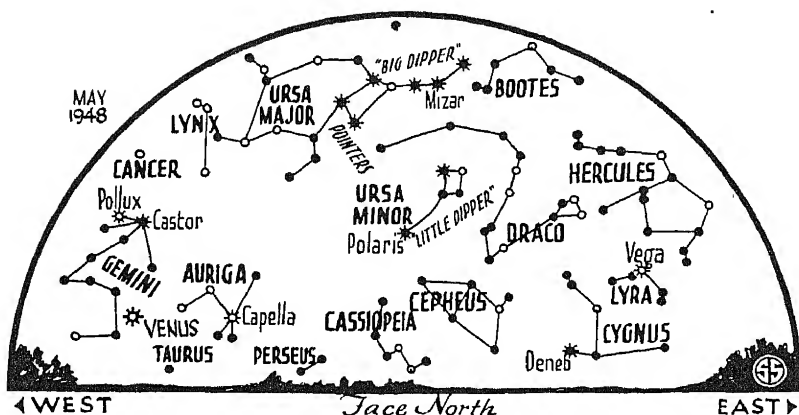 "BIG DIPPER"
Mizar
BOOTES
MAY
1948
URSA
MAJOR
LYNX
POINTERS
CANCER
HERCULES
Pollux
Castor
URSA
MINOR
Polaris
"LITTLE DIPPER"
DRACO
GEMINI
AURIGA
Vega
LYRA
VENUS
Capella
CASSIOPEIA
CEPHEUS
CYGNUS
TAURUS
PERSEUS
Deneb
WEST
Face North
EAST